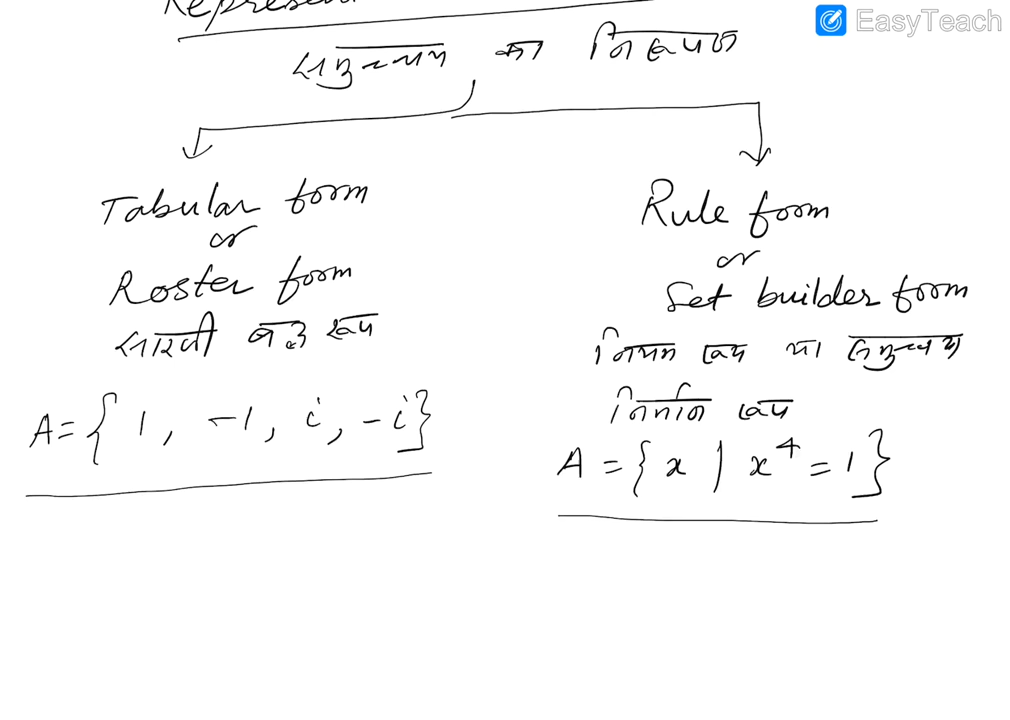 Represen
EasyTeach
समुच्चय का निरूपण
Tabular form
or
Roster form
सारणी बद्ध रूप
A = { 1, -1, i, -i }
Rule form
or
Set builder form
नियम रूप या समुच्चय
निर्माण रूप
A = { x | x⁴ = 1 }